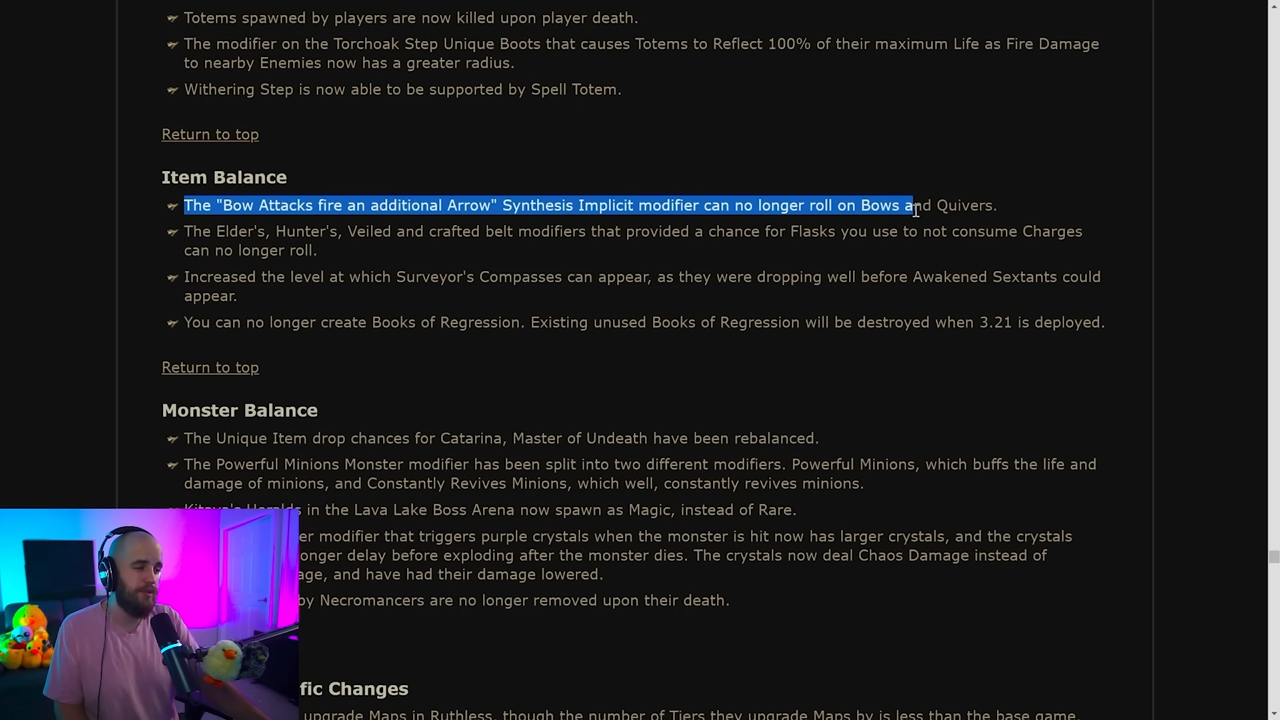 Totems spawned by players are now killed upon player death.
The modifier on the Torchoak Step Unique Boots that causes Totems to Reflect 100% of their maximum Life as Fire Damage
to nearby Enemies now has a greater radius.
Withering Step is now able to be supported by Spell Totem.
Return to top
Item Balance
The "Bow Attacks fire an additional Arrow" Synthesis Implicit modifier can no longer roll on Bows and Quivers.
The Elder's, Hunter's, Veiled and crafted belt modifiers that provided a chance for Flasks you use to not consume Charges
can no longer roll.
Increased the level at which Surveyor's Compasses can appear, as they were dropping well before Awakened Sextants could
appear.
You can no longer create Books of Regression. Existing unused Books of Regression will be destroyed when 3.21 is deployed.
Return to top
Monster Balance
The Unique Item drop chances for Catarina, Master of Undeath have been rebalanced.
The Powerful Minions Monster modifier has been split into two different modifiers. Powerful Minions, which buffs the life and
damage of minions, and Constantly Revives Minions, which well, constantly revives minions.
in the Lava Lake Boss Arena now spawn as Magic, instead of Rare.
modifier that triggers purple crystals when the monster is hit now has larger crystals, and the crystals
delay before exploding after the monster dies. The crystals now deal Chaos Damage instead of
and have had their damage lowered.
by Necromancers are no longer removed upon their death.
Changes
upgrade Maps in Ruthless, though the number of Tiers they upgrade Maps by is less than the base game.